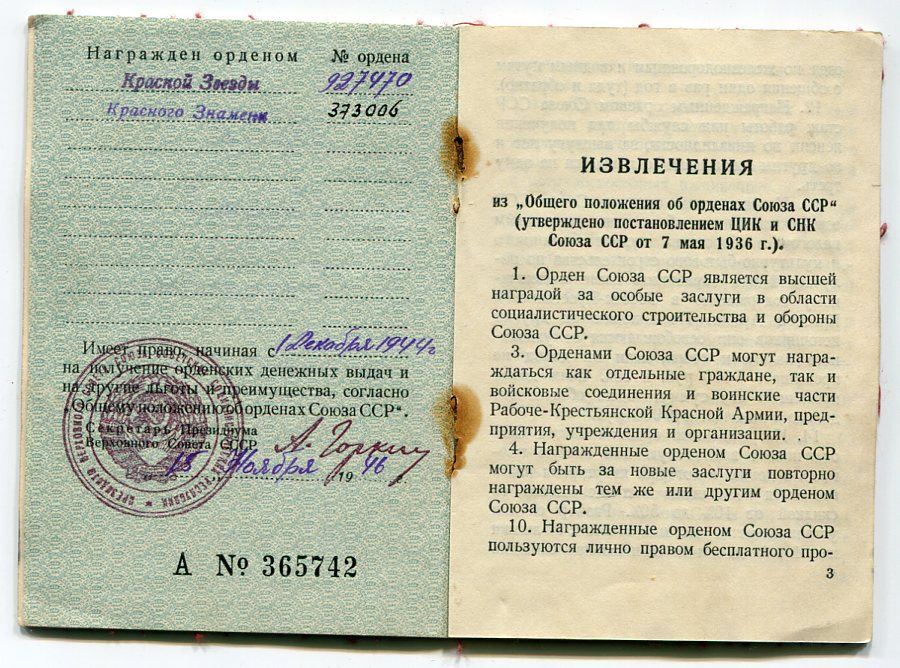 Награжден орденом № ордена
Красной Звезды 927470
Красного Знамени 373006
Имеет право, начиная с 1 декабря 1944 г
на получение орденских денежных выдач и
на другие льготы и преимущества, согласно
„Общему положению об орденах Союза ССР“.
Секретарь Президиума
Верховного Совета СССР А. Горкин
15 Ноября 1946
А № 365742
ИЗВЛЕЧЕНИЯ
из „Общего положения об орденах Союза ССР“
(утверждено постановлением ЦИК и СНК
Союза ССР от 7 мая 1936 г.).
1. Орден Союза ССР является высшей
наградой за особые заслуги в области
социалистического строительства и обороны
Союза ССР.
3. Орденами Союза ССР могут награ-
ждаться как отдельные граждане, так и
войсковые соединения и воинские части
Рабоче-Крестьянской Красной Армии, пред-
приятия, учреждения и организации.
4. Награжденные орденом Союза ССР
могут быть за новые заслуги повторно
награждены тем же или другим орденом
Союза ССР.
10. Награжденные орденом Союза ССР
пользуются лично правом бесплатного про-
3